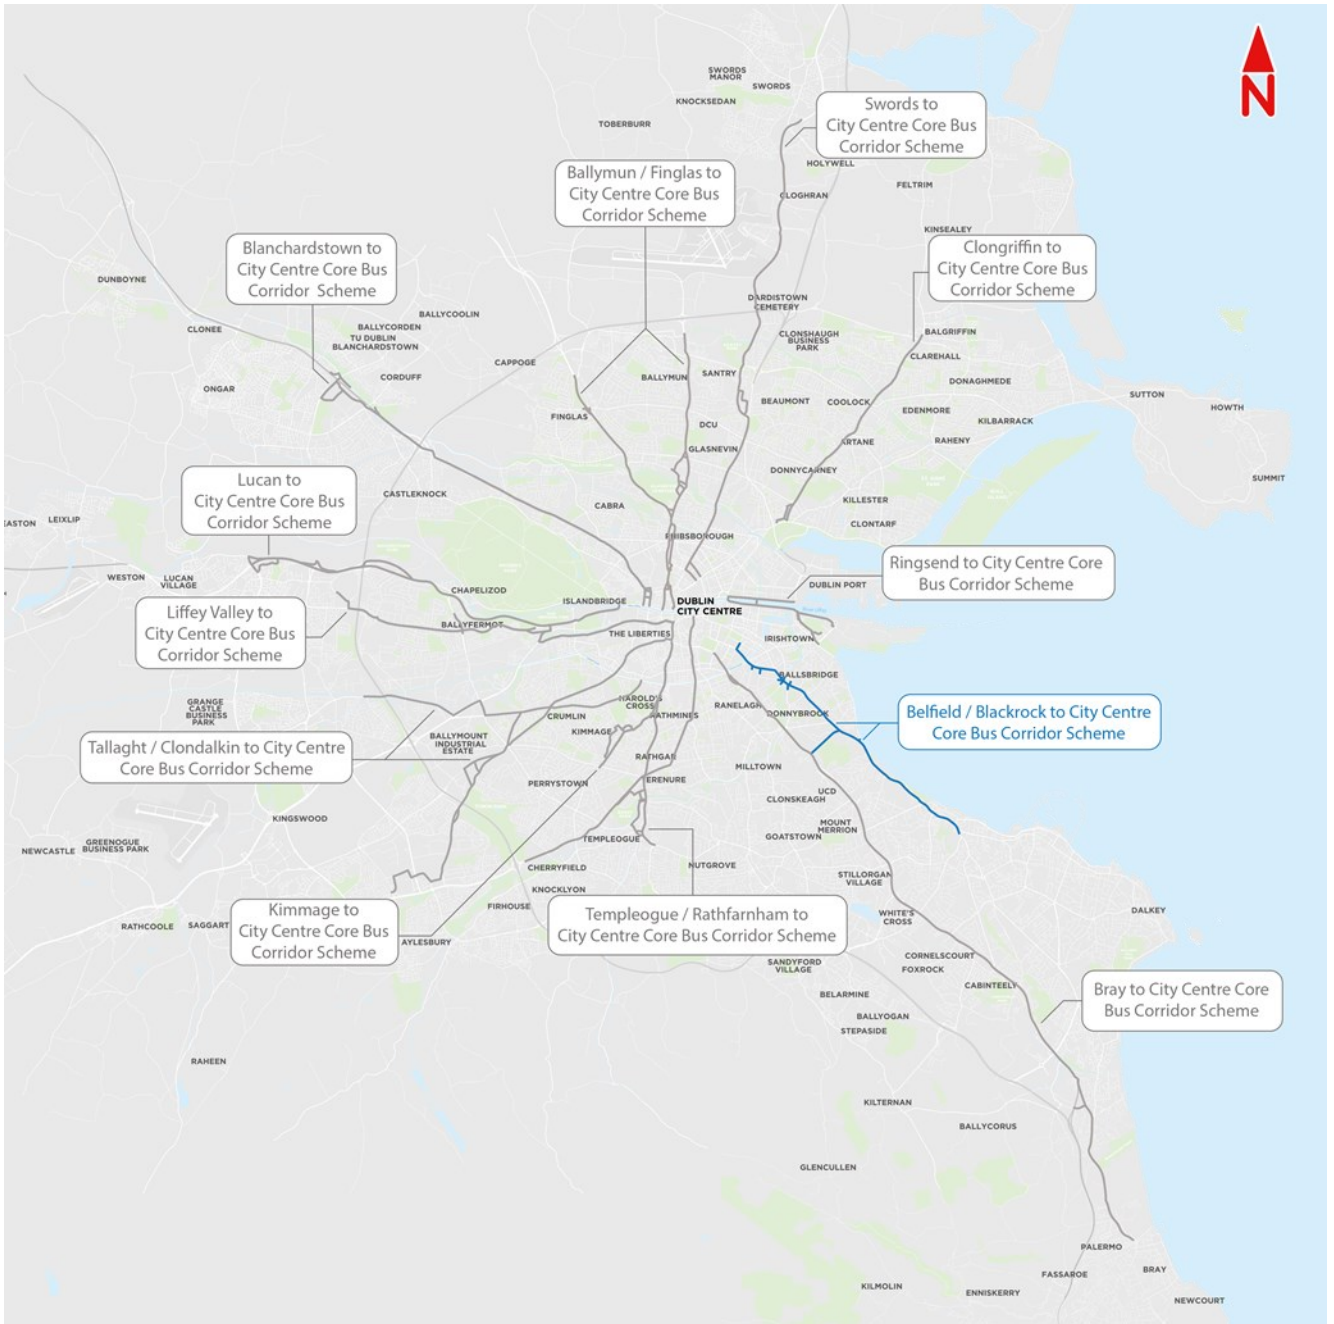 SWORDS
MANOR
SWORDS
KNOCKSEDAN
TOBERBURR
N
Swords to
City Centre Core Bus
Corridor Scheme
HOLYWELL
FELTRIM
CLOGHRAN
KINSEALY
Ballymun / Finglas to
City Centre Core Bus
Corridor Scheme
Clongriffin to
City Centre Core Bus
Corridor Scheme
Blanchardstown to
City Centre Core Bus
Corridor Scheme
DUNBOYNE
CLONEE
BALLYCOOLIN
BALLYCORDEN
TU DUBLIN
BLANCHARDSTOWN
DARDISTOWN
CEMETERY
CLONSHAUGH
BUSINESS
PARK
BALGRIFFIN
CLAREHALL
CAPPOGE
CORDUFF
ONGAR
BALLYMUN
SANTRY
DONAGHMEDE
BEAUMONT
COOLOCK
EDENMORE
KILBARRACK
SUTTON
HOWTH
FINGLAS
DCU
GLASNEVIN
ARTANE
RAHENY
DONNYCARNEY
SUMMIT
Lucan to
City Centre Core Bus
Corridor Scheme
CASTLEKNOCK
CABRA
KILLESTER
CLONTARF
EASTON
LEIXLIP
PHIBSBOROUGH
WESTON
LUCAN
VILLAGE
CHAPELIZOD
ISLANDBRIDGE
DUBLIN
CITY CENTRE
DUBLIN PORT
Ringsend to City Centre Core
Bus Corridor Scheme
Liffey Valley to
City Centre Core Bus
Corridor Scheme
BALLYFERMOT
THE LIBERTIES
IRISHTOWN
BALLSBRIDGE
GRANGE
CASTLE
BUSINESS
PARK
HAROLD'S
CROSS
RATHMINES
RANELAGH
DONNYBROOK
Belfield / Blackrock to City Centre
Core Bus Corridor Scheme
CRUMLIN
KIMMAGE
BALLYMOUNT
INDUSTRIAL
ESTATE
Tallaght / Clondalkin to City Centre
Core Bus Corridor Scheme
RATHGAR
MILLTOWN
PERRYSTOWN
TERENURE
UCD
CLONSKEAGH
KINGSWOOD
MOUNT
MERRION
GOATSTOWN
TEMPLEOGUE
GREENOGUE
BUSINESS PARK
NEWCASTLE
CHERRYFIELD
NUTGROVE
KNOCKLYON
STILLORGAN
VILLAGE
FIRHOUSE
Kimmage to
City Centre Core Bus
Corridor Scheme
Templeogue / Rathfarnham to
City Centre Core Bus Corridor Scheme
WHITE'S
CROSS
DALKEY
RATHCOOLE
SAGGART
AYLESBURY
SANDYFORD
VILLAGE
CORNELSCOURT
FOXROCK
CABINTEELY
BELARMINE
Bray to City Centre Core
Bus Corridor Scheme
BALLYOGAN
STEPASIDE
RAHEEN
KILTERNAN
BALLYCORUS
GLENCULLEN
PALERMO
FASSAROE
BRAY
KILMOLIN
ENNISKERRY
NEWCOURT